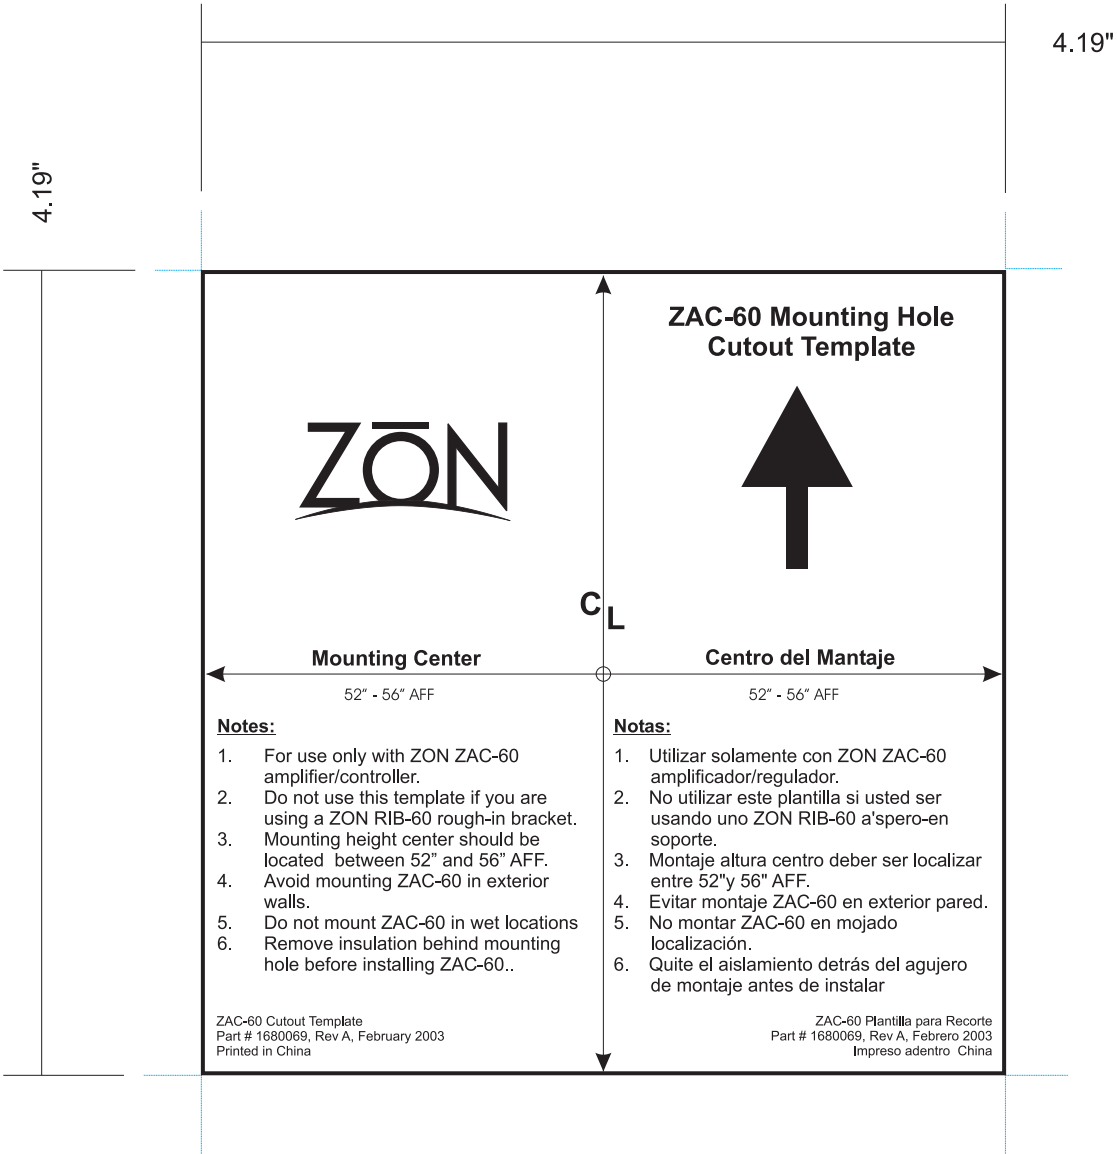 4.19"
4.19"
ZŌN
ZAC-60 Mounting Hole
Cutout Template
C
L
Mounting Center
52" - 56" AFF
Centro del Mantaje
52" - 56" AFF
Notes:
1. For use only with ZON ZAC-60
amplifier/controller.
2. Do not use this template if you are
using a ZON RIB-60 rough-in bracket.
3. Mounting height center should be
located  between 52” and 56” AFF.
4. Avoid mounting ZAC-60 in exterior
walls.
5. Do not mount ZAC-60 in wet locations
6. Remove insulation behind mounting
hole before installing ZAC-60..
ZAC-60 Cutout Template
Part # 1680069, Rev A, February 2003
Printed in China
Notas:
1. Utilizar solamente con ZON ZAC-60
amplificador/regulador.
2. No utilizar este plantilla si usted ser
usando uno ZON RIB-60 a'spero-en
soporte.
3. Montaje altura centro deber ser localizar
entre 52"y 56" AFF.
4. Evitar montaje ZAC-60 en exterior pared.
5. No montar ZAC-60 en mojado
localización.
6. Quite el aislamiento detrás del agujero
de montaje antes de instalar
ZAC-60 Plantilla para Recorte
Part # 1680069, Rev A, Febrero 2003
Impreso adentro  China